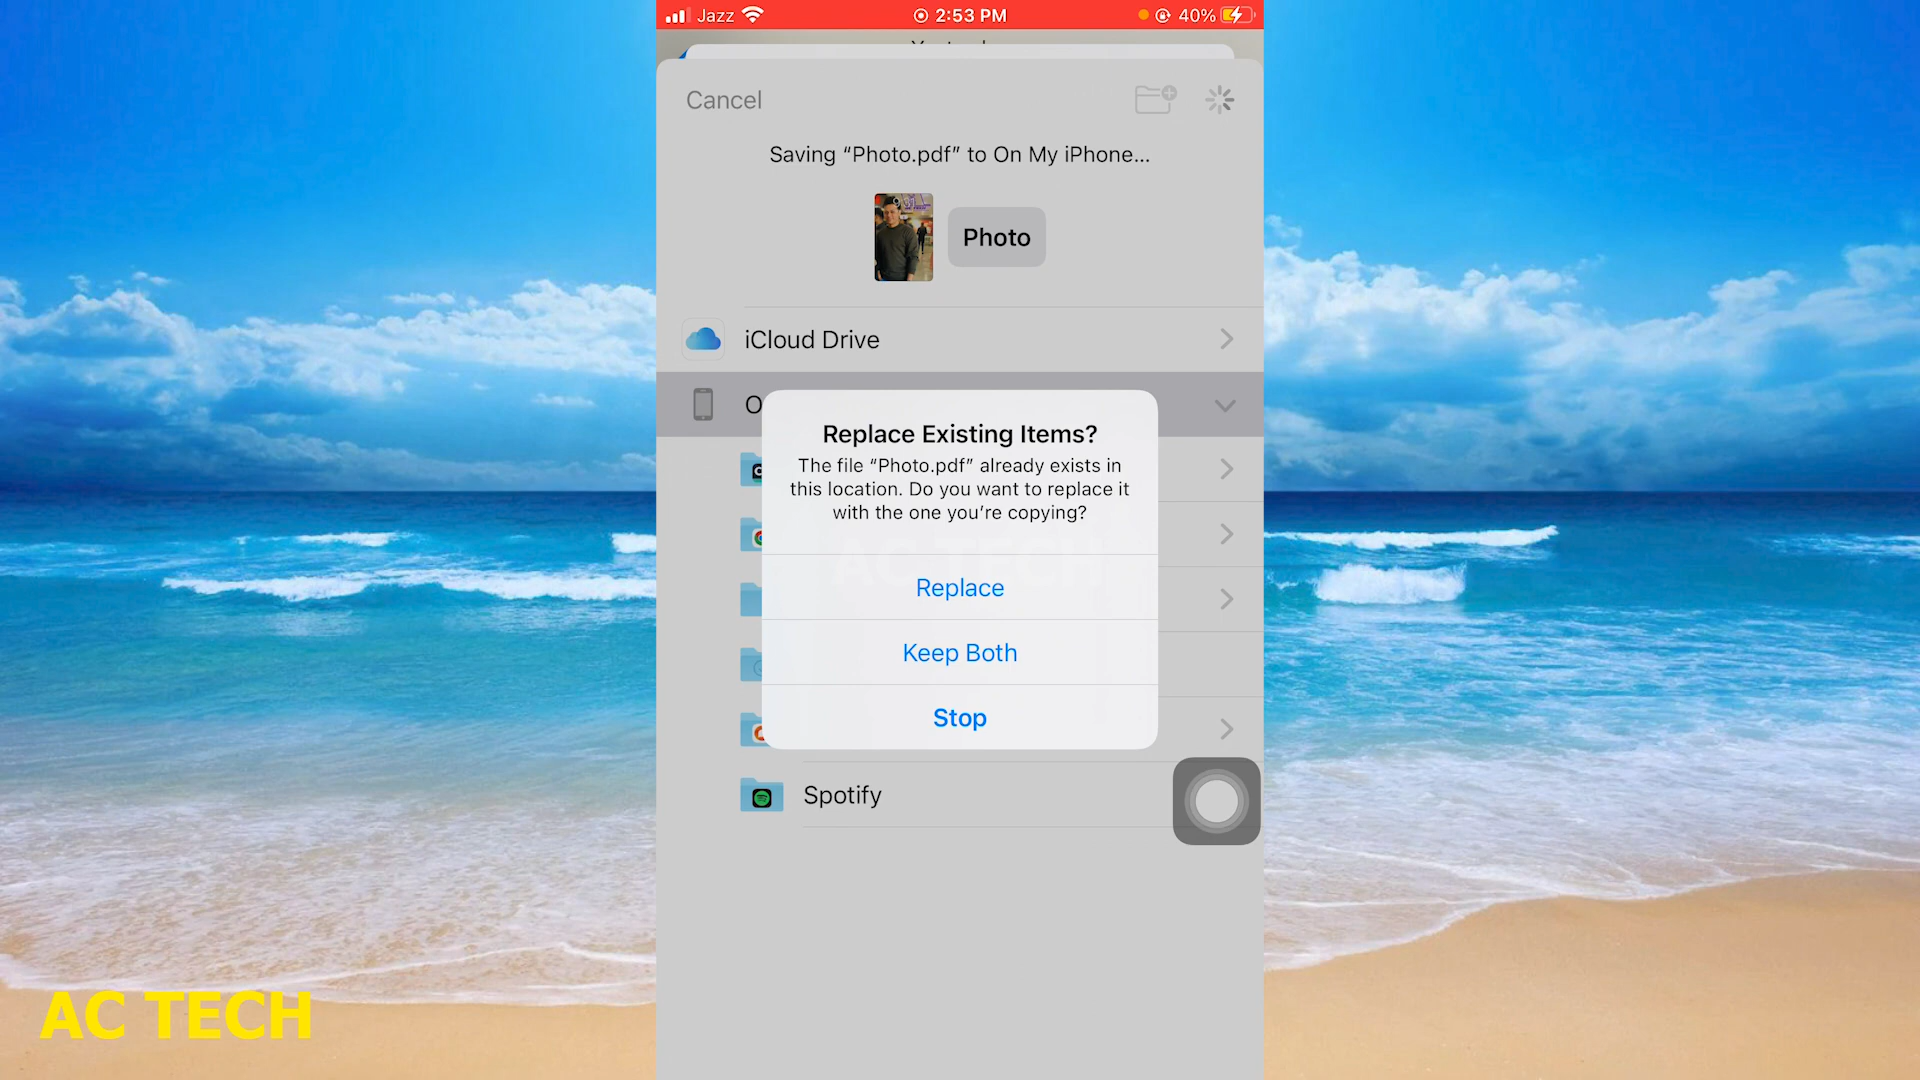 Jazz 2:53 PM 40%
Cancel
Saving “Photo.pdf” to On My iPhone...
Photo
iCloud Drive
Replace Existing Items?
The file “Photo.pdf” already exists in
this location. Do you want to replace it
with the one you’re copying?
AC TECH
Replace
Keep Both
Stop
Spotify
AC TECH